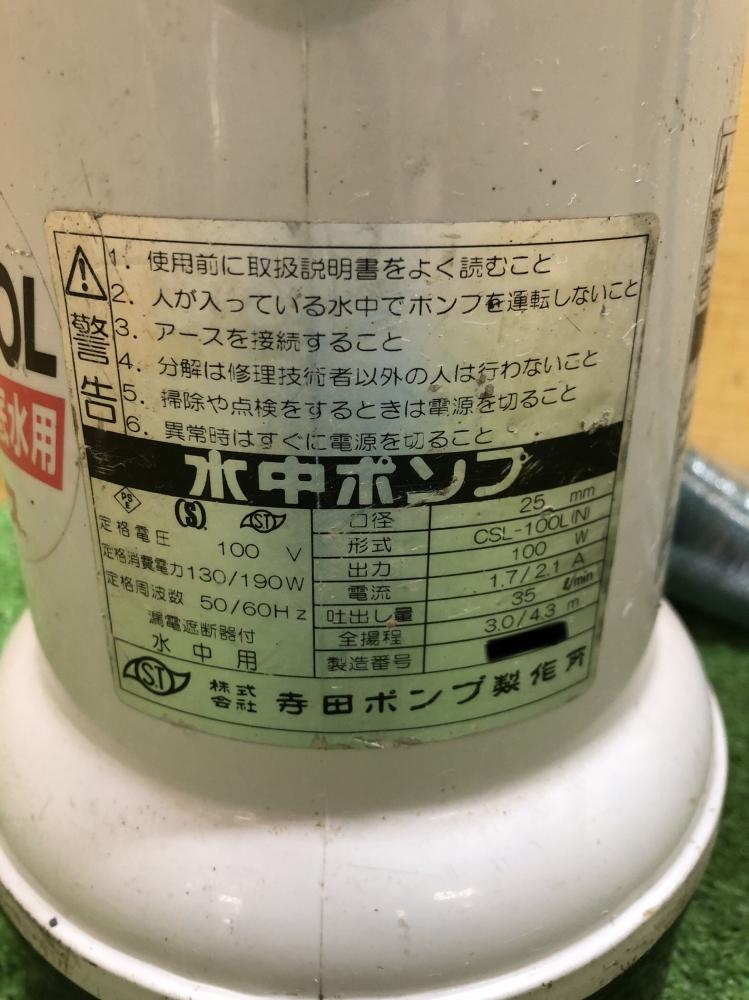 OL
水用
警告
1. 使用前に取扱説明書をよく読むこと
2. 人が入っている水中でポンプを運転しないこと
3. アースを接続すること
4. 分解は修理技術者以外の人は行わないこと
5. 掃除や点検をするときは電源を切ること
6. 異常時はすぐに電源を切ること
水中ポンプ
PSE
(S)
ST
定格電圧 100 V
定格消費電力 130/190W
定格周波数 50/60Hz
漏電遮断器付
水中用
口径 25 mm
形式 CSL-100L(N)
出力 100 W
電流 1.7/2.1 A
吐出し量 35 ℓ/min
全揚程 3.0/4.3 m
製造番号
ST 株式会社 寺田ポンプ製作所